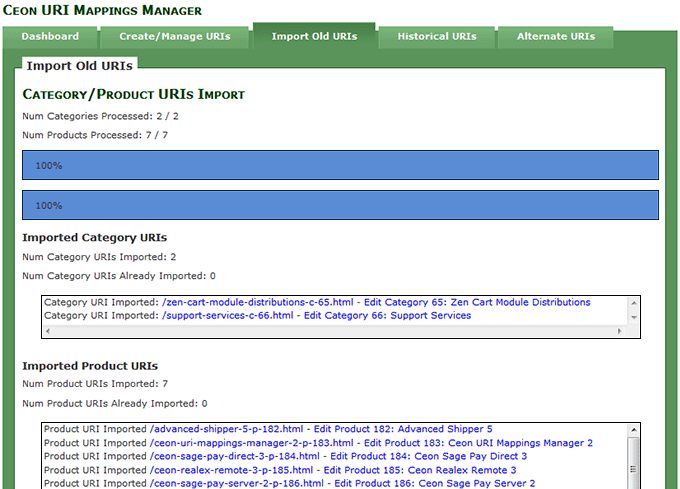 Ceon URI Mappings Manager
Dashboard Create/Manage URIs Import Old URIs Historical URIs Alternate URIs
Import Old URIs
Category/Product URIs Import
Num Categories Processed: 2 / 2
Num Products Processed: 7 / 7
100%
100%
Imported Category URIs
Num Category URIs Imported: 2
Num Category URIs Already Imported: 0
Category URI Imported: /zen-cart-module-distributions-c-65.html - Edit Category 65: Zen Cart Module Distributions
Category URI Imported: /support-services-c-66.html - Edit Category 66: Support Services
Imported Product URIs
Num Product URIs Imported: 7
Num Product URIs Already Imported: 0
Product URI Imported /advanced-shipper-5-p-182.html - Edit Product 182: Advanced Shipper 5
Product URI Imported /ceon-uri-mappings-manager-2-p-183.html - Edit Product 183: Ceon URI Mappings Manager 2
Product URI Imported /ceon-sage-pay-direct-3-p-184.html - Edit Product 184: Ceon Sage Pay Direct 3
Product URI Imported /ceon-realex-remote-3-p-185.html - Edit Product 185: Ceon Realex Remote 3
Product URI Imported /ceon-sage-pay-server-2-p-186.html - Edit Product 186: Ceon Sage Pay Server 2